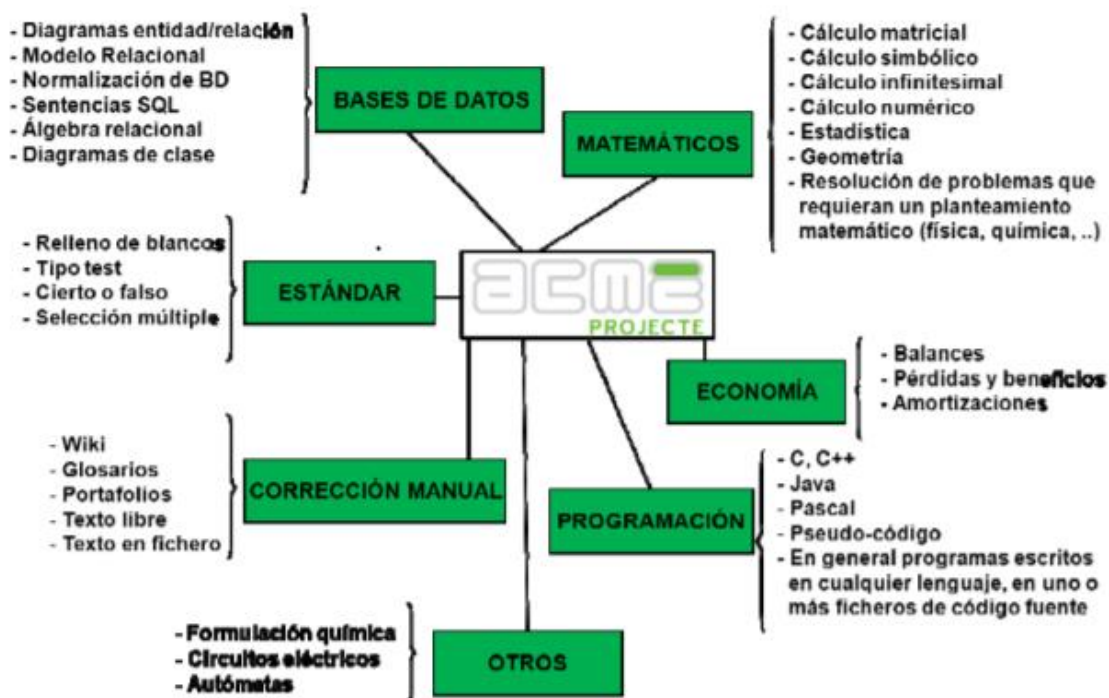 - Diagramas entidad/relación
- Modelo Relacional
- Normalización de BD
- Sentencias SQL
- Álgebra relacional
- Diagramas de clase
BASES DE DATOS
MATEMÁTICOS
- Cálculo matricial
- Cálculo simbólico
- Cálculo infinitesimal
- Cálculo numérico
- Estadística
- Geometría
- Resolución de problemas que
requieran un planteamiento
matemático (física, química, ..)
- Relleno de blancos
- Tipo test
- Cierto o falso
- Selección múltiple
ESTÁNDAR
acme
PROJECTE
ECONOMÍA
- Balances
- Pérdidas y beneficios
- Amortizaciones
- Wiki
- Glosarios
- Portafolios
- Texto libre
- Texto en fichero
CORRECCIÓN MANUAL
PROGRAMACIÓN
- C, C++
- Java
- Pascal
- Pseudo-código
- En general programas escritos
en cualquier lenguaje, en uno o
más ficheros de código fuente
- Formulación química
- Circuitos eléctricos
- Autómatas
OTROS